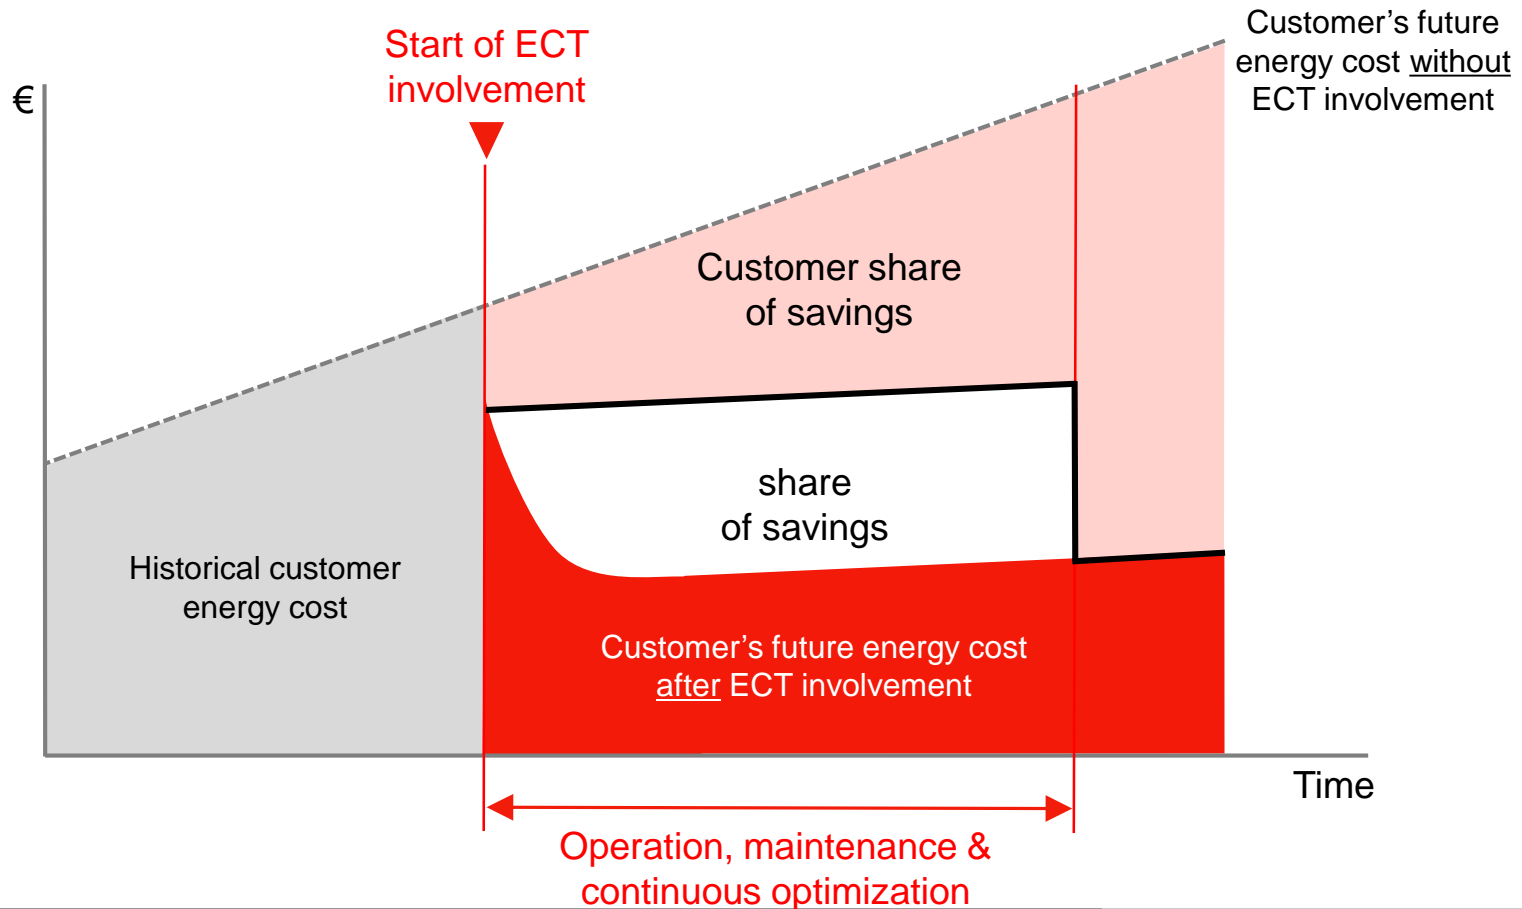 Customer’s future
energy cost without
ECT involvement
Start of ECT
involvement
€
Customer share
of savings
share
of savings
Historical customer
energy cost
Customer’s future energy cost
after ECT involvement
Time
Operation, maintenance &
continuous optimization